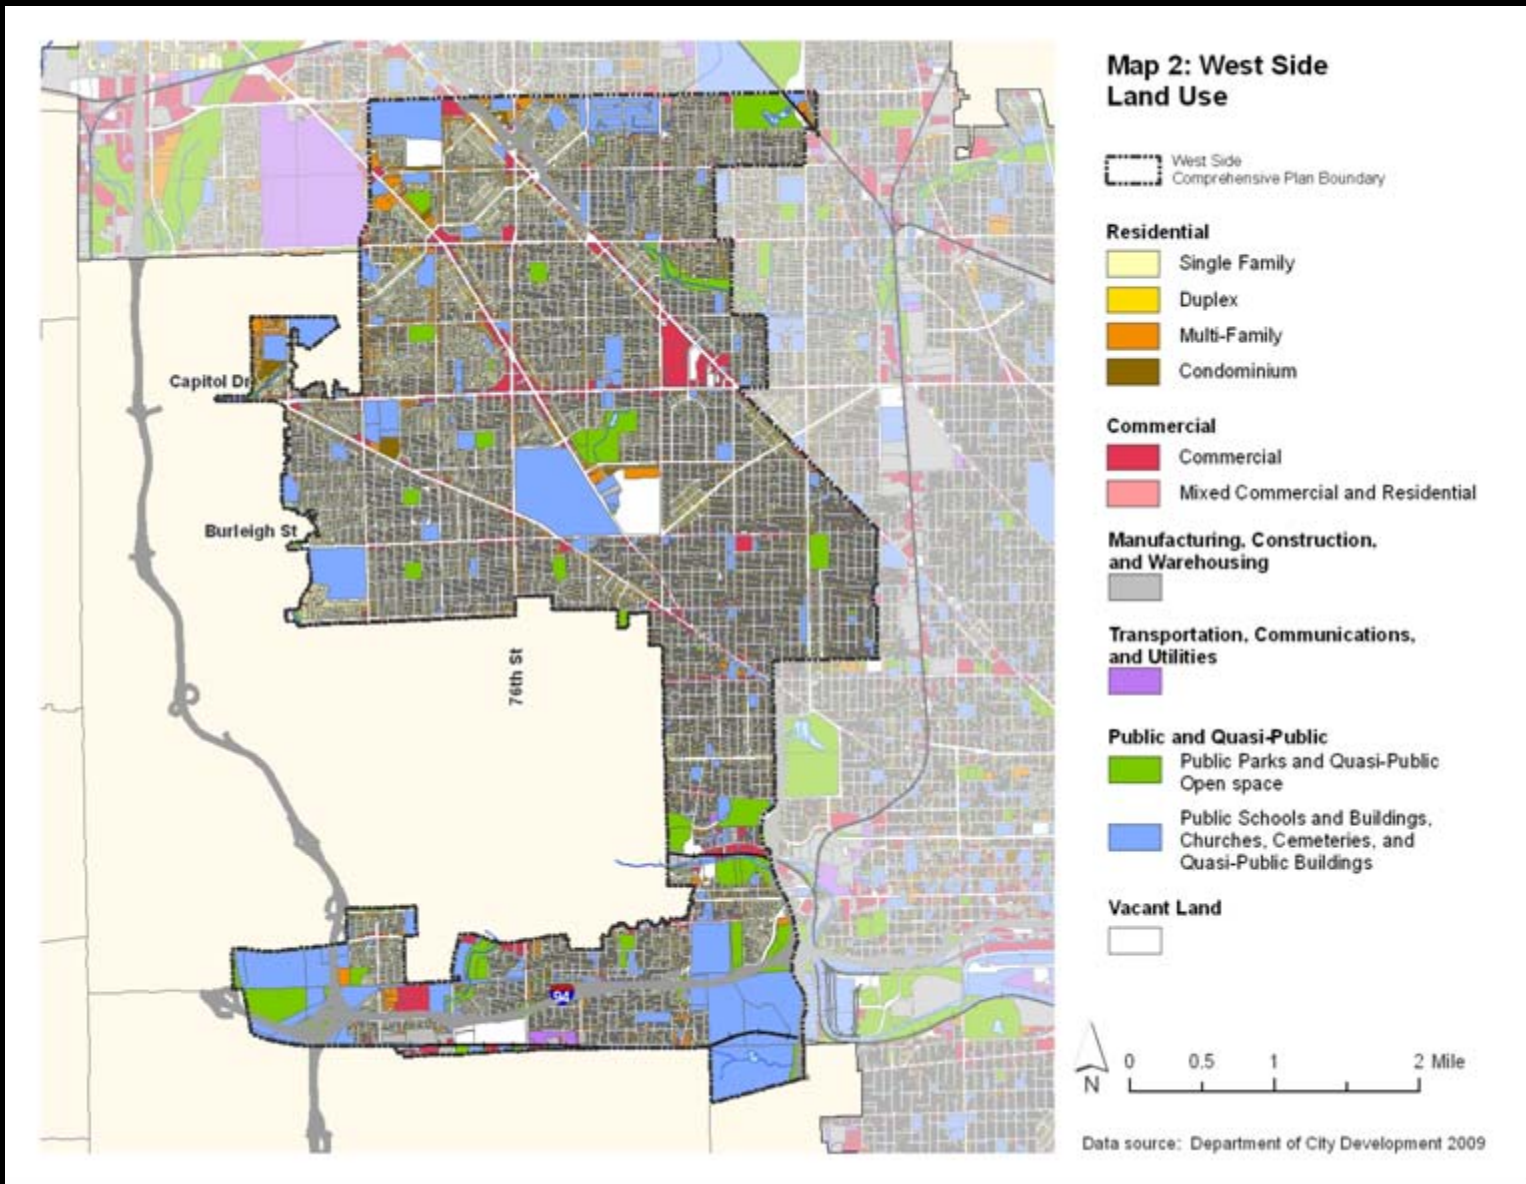 Map 2: West Side
Land Use
West Side
Comprehensive Plan Boundary
Residential
Single Family
Duplex
Multi-Family
Condominium
Commercial
Commercial
Mixed Commercial and Residential
Manufacturing, Construction,
and Warehousing
Transportation, Communications,
and Utilities
Public and Quasi-Public
Public Parks and Quasi-Public
Open space
Public Schools and Buildings,
Churches, Cemeteries, and
Quasi-Public Buildings
Vacant Land
Capitol Dr
Burleigh St
76th St
94
N
0 0.5 1 2 Mile
Data source: Department of City Development 2009